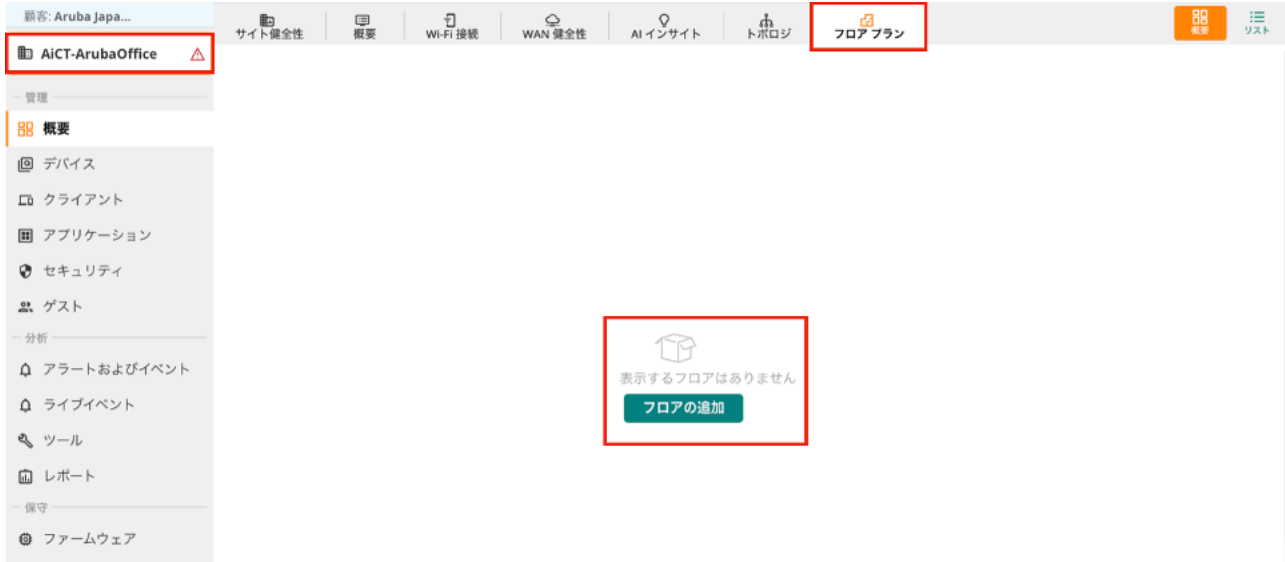 顧客: Aruba Japa...
AiCT-ArubaOffice
管理
概要
デバイス
クライアント
アプリケーション
セキュリティ
ゲスト
分析
アラートおよびイベント
ライブイベント
ツール
レポート
保守
ファームウェア
サイト健全性
概要
Wi-Fi 接続
WAN 健全性
AI インサイト
トポロジ
フロア プラン
概要
リスト
表示するフロアはありません
フロアの追加